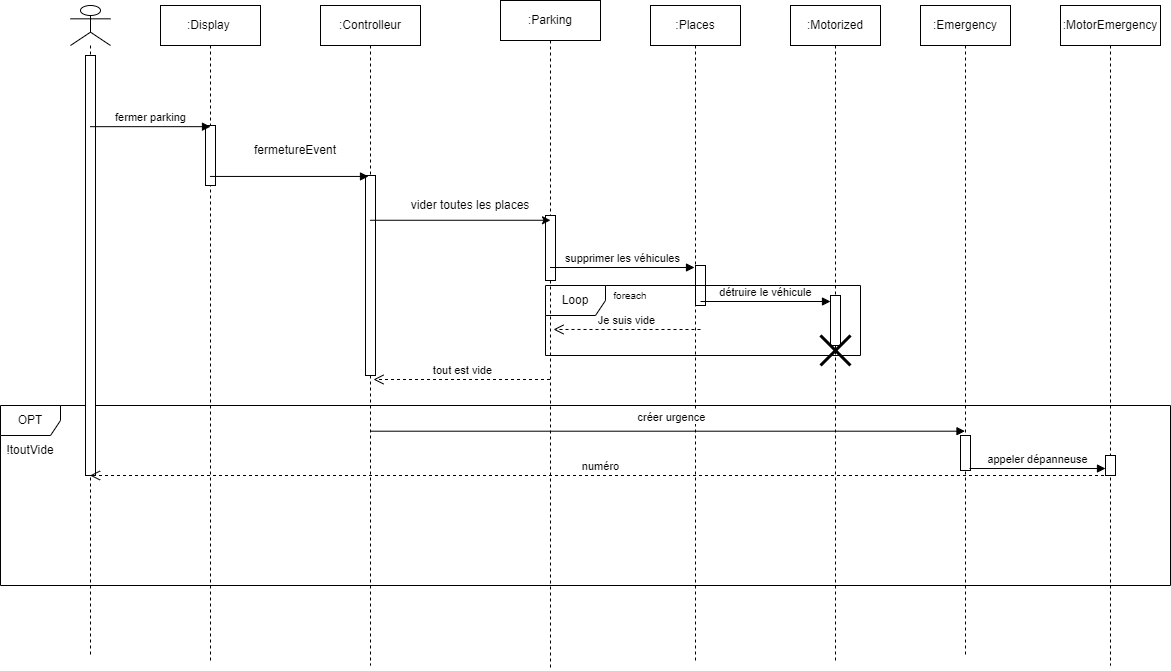 :Display
:Controlleur
:Parking
:Places
:Motorized
:Emergency
:MotorEmergency
fermer parking
fermetureEvent
vider toutes les places
supprimer les véhicules
Loop
foreach
détruire le véhicule
Je suis vide
tout est vide
OPT
créer urgence
!toutVide
appeler dépanneuse
numéro